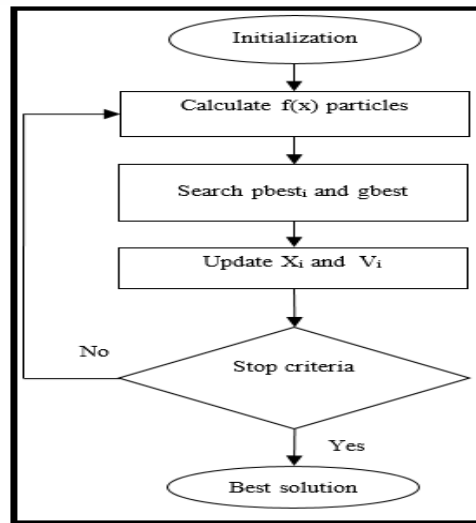 Initialization
Calculate f(x) particles
Search pbestᵢ and gbest
Update Xᵢ and Vᵢ
Stop criteria
No
Yes
Best solution